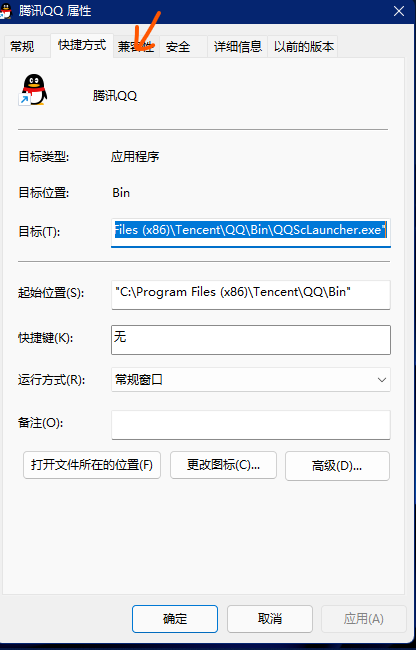 腾讯QQ 属性
常规 快捷方式 兼容性 安全 详细信息 以前的版本
腾讯QQ
目标类型: 应用程序
目标位置: Bin
目标(T): Files (x86)\Tencent\QQ\Bin\QQScLauncher.exe"
起始位置(S): "C:\Program Files (x86)\Tencent\QQ\Bin"
快捷键(K): 无
运行方式(R): 常规窗口
备注(O):
打开文件所在的位置(F) 更改图标(C)... 高级(D)...
确定 取消 应用(A)